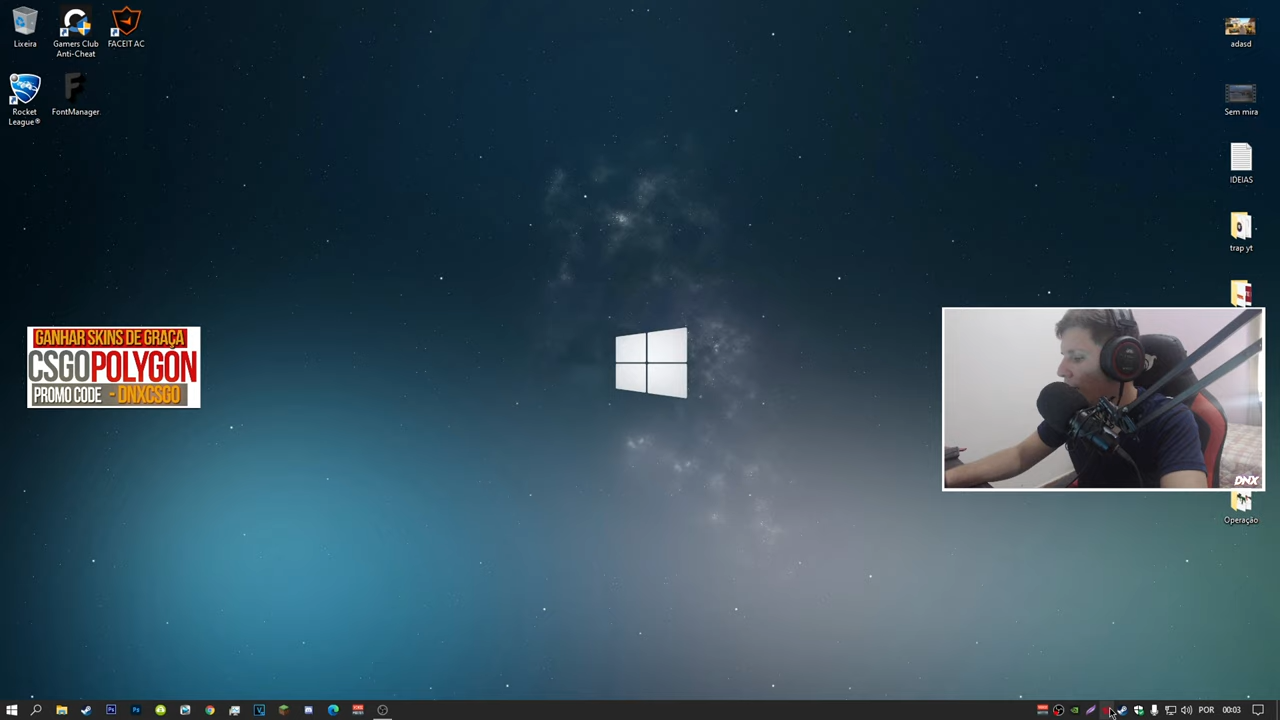 Lixeira
Gamers Club
Anti-Cheat
FACEIT AC
Rocket
League®
FontManager.
adasd
Sem mira
IDEIAS
trap yt
GANHAR SKINS DE GRAÇA
CSGOPOLYGON
PROMO CODE - DNXCSGO
DNX
Operação
POR
00:03